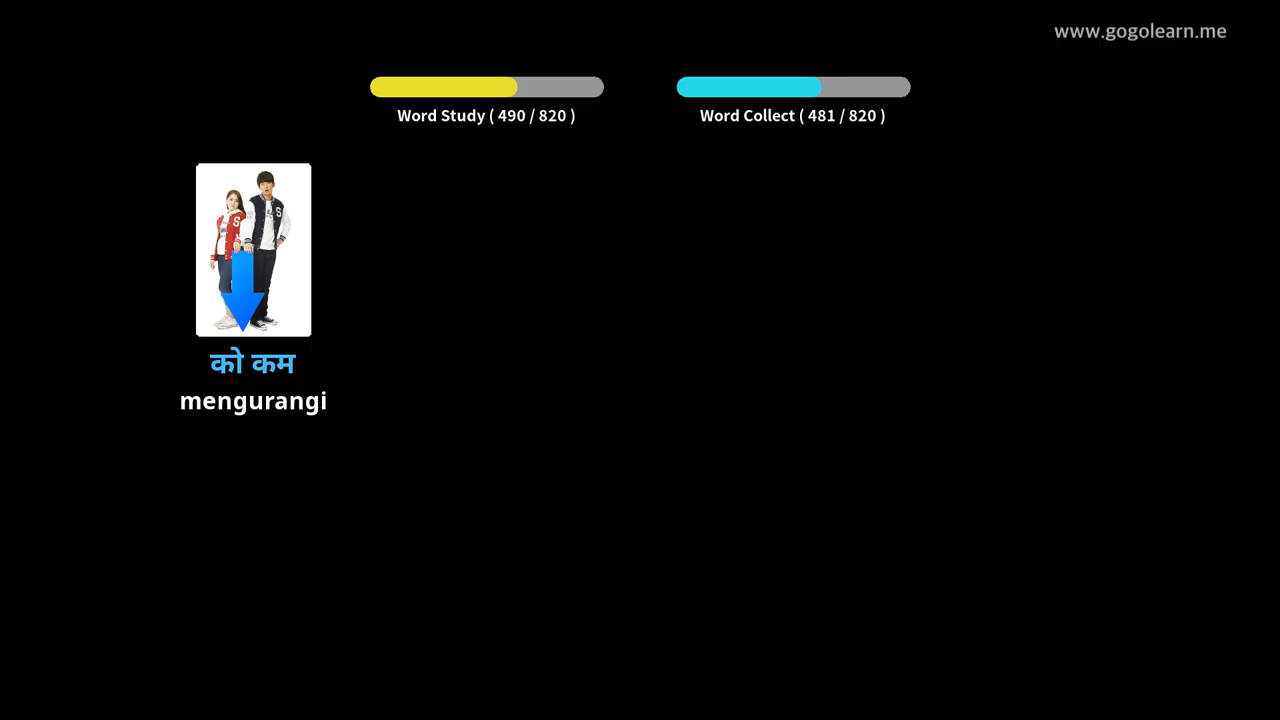 www.gogolearn.me
Word Study ( 490 / 820 )
Word Collect ( 481 / 820 )
S
S
को कम
mengurangi